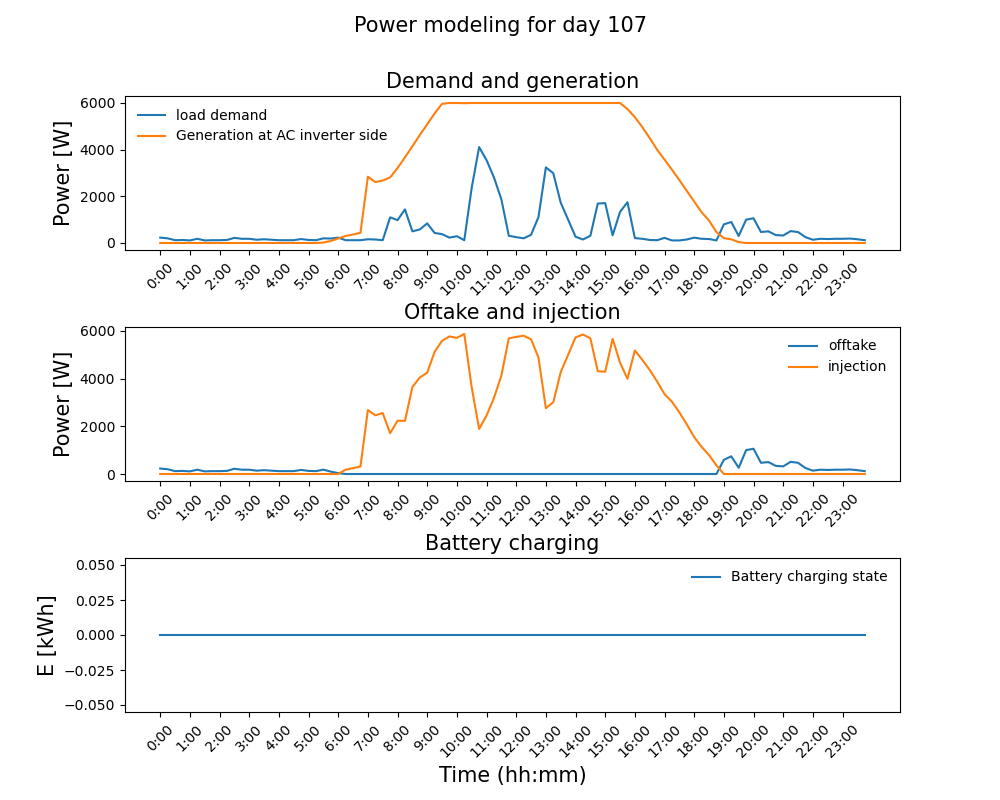 Power modeling for day 107
Demand and generation
Power [W]
6000
4000
2000
0
load demand
Generation at AC inverter side
0:00 1:00 2:00 3:00 4:00 5:00 6:00 7:00 8:00 9:00 10:00 11:00 12:00 13:00 14:00 15:00 16:00 17:00 18:00 19:00 20:00 21:00 22:00 23:00
Offtake and injection
Power [W]
6000
4000
2000
0
offtake
injection
0:00 1:00 2:00 3:00 4:00 5:00 6:00 7:00 8:00 9:00 10:00 11:00 12:00 13:00 14:00 15:00 16:00 17:00 18:00 19:00 20:00 21:00 22:00 23:00
Battery charging
E [kWh]
0.050
0.025
0.000
−0.025
−0.050
Battery charging state
0:00 1:00 2:00 3:00 4:00 5:00 6:00 7:00 8:00 9:00 10:00 11:00 12:00 13:00 14:00 15:00 16:00 17:00 18:00 19:00 20:00 21:00 22:00 23:00
Time (hh:mm)